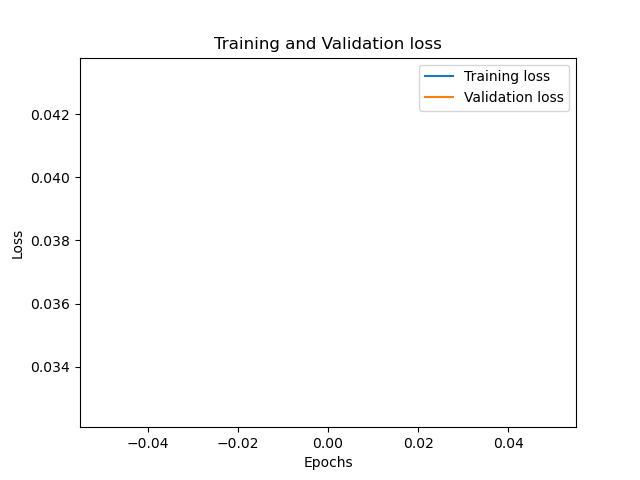 Training and Validation loss
Training loss
Validation loss
0.042
0.040
0.038
0.036
0.034
Loss
−0.04
−0.02
0.00
0.02
0.04
Epochs